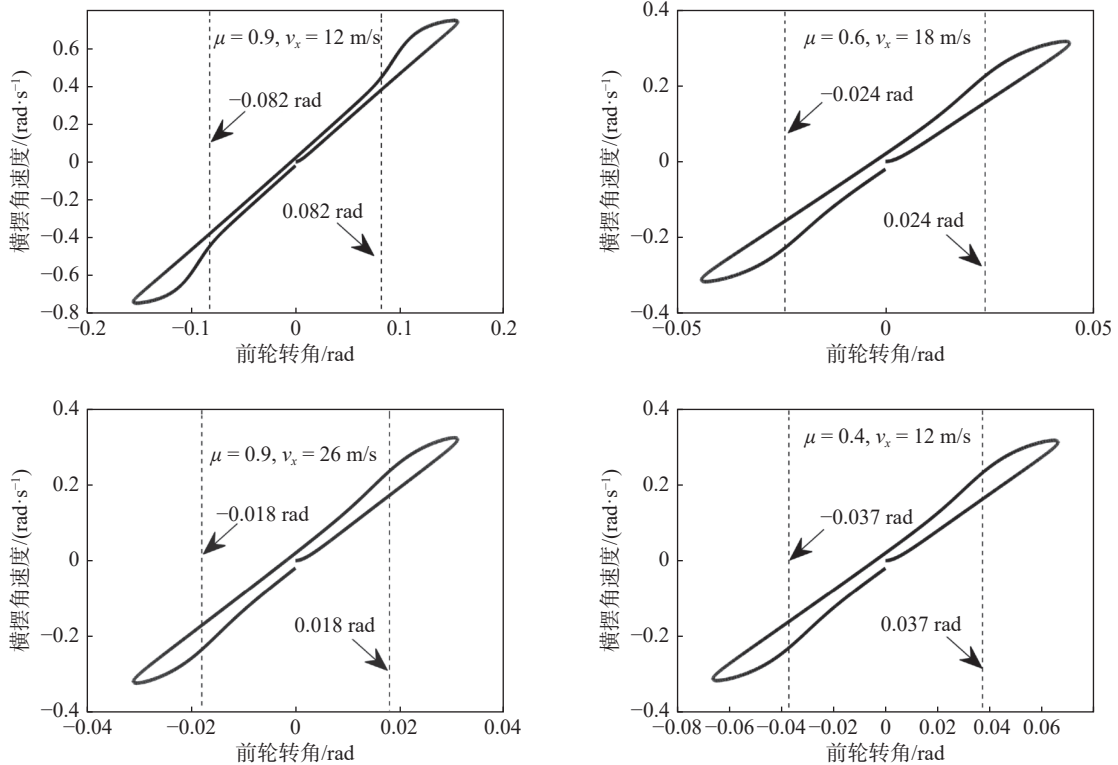 μ = 0.9, vₓ = 12 m/s
−0.082 rad
0.082 rad
横摆角速度/(rad·s⁻¹)
0.6
0.4
0.2
0
−0.2
−0.4
−0.6
−0.8
−0.2
−0.1
0
0.1
0.2
前轮转角/rad
μ = 0.6, vₓ = 18 m/s
−0.024 rad
0.024 rad
横摆角速度/(rad·s⁻¹)
0.4
0.2
0
−0.2
−0.4
−0.05
0
0.05
前轮转角/rad
μ = 0.9, vₓ = 26 m/s
−0.018 rad
0.018 rad
横摆角速度/(rad·s⁻¹)
0.4
0.2
0
−0.2
−0.4
−0.04
−0.02
0
0.02
0.04
前轮转角/rad
μ = 0.4, vₓ = 12 m/s
−0.037 rad
0.037 rad
横摆角速度/(rad·s⁻¹)
0.4
0.2
0
−0.2
−0.4
−0.08
−0.06
−0.04
−0.02
0
0.02
0.04
0.06
前轮转角/rad